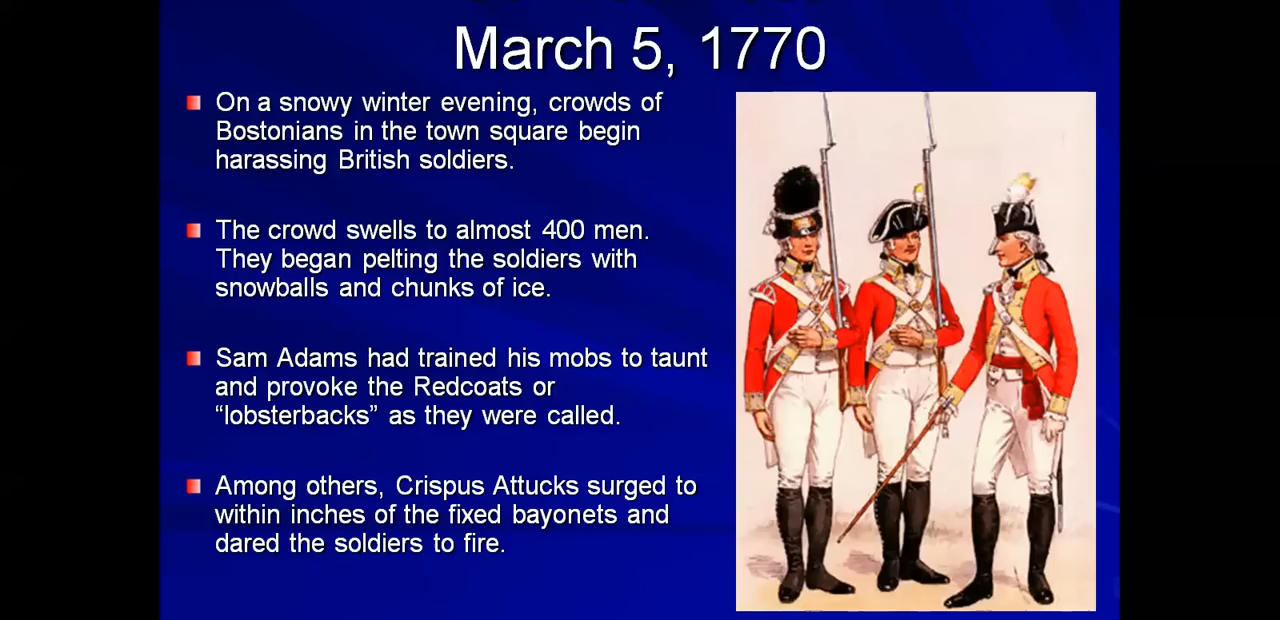 March 5, 1770
On a snowy winter evening, crowds of
Bostonians in the town square begin
harassing British soldiers.
The crowd swells to almost 400 men.
They began pelting the soldiers with
snowballs and chunks of ice.
Sam Adams had trained his mobs to taunt
and provoke the Redcoats or
“lobsterbacks” as they were called.
Among others, Crispus Attucks surged to
within inches of the fixed bayonets and
dared the soldiers to fire.